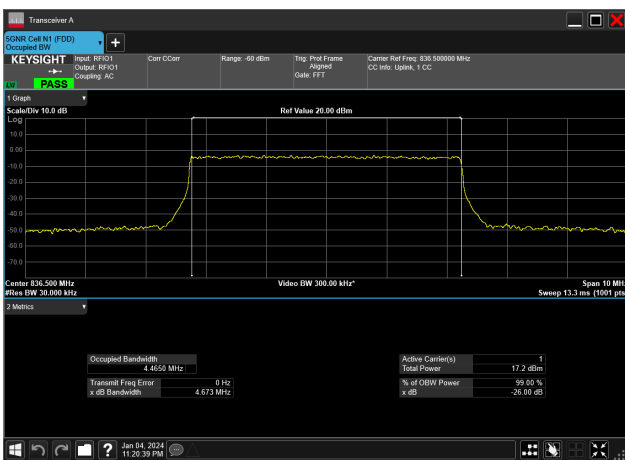 Transceiver A
5GNR Cell N1 (FDD)
Occupied BW
KEYSIGHT
Input: RFIO1
Output: RFIO1
Coupling: AC
Corr CCorr
Range: -60 dBm
Trig: Prot Frame
Aligned
Gate: FFT
Carrier Ref Freq: 836.500000 MHz
CC Info: Uplink, 1 CC
PASS
1 Graph
Scale/Div 10.0 dB
Ref Value 20.00 dBm
Log
10.0
0.00
-10.0
-20.0
-30.0
-40.0
-50.0
-60.0
-70.0
Center 836.500 MHz
Video BW 300.00 kHz*
Span 10 MHz
#Res BW 30.000 kHz
Sweep 13.3 ms (1001 pts
2 Metrics
Occupied Bandwidth
4.4650 MHz
Transmit Freq Error 0 Hz
x dB Bandwidth 4.673 MHz
Active Carrier(s) 1
Total Power 17.2 dBm
% of OBW Power 99.00 %
x dB -26.00 dB
Jan 04, 2024
11:20:39 PM